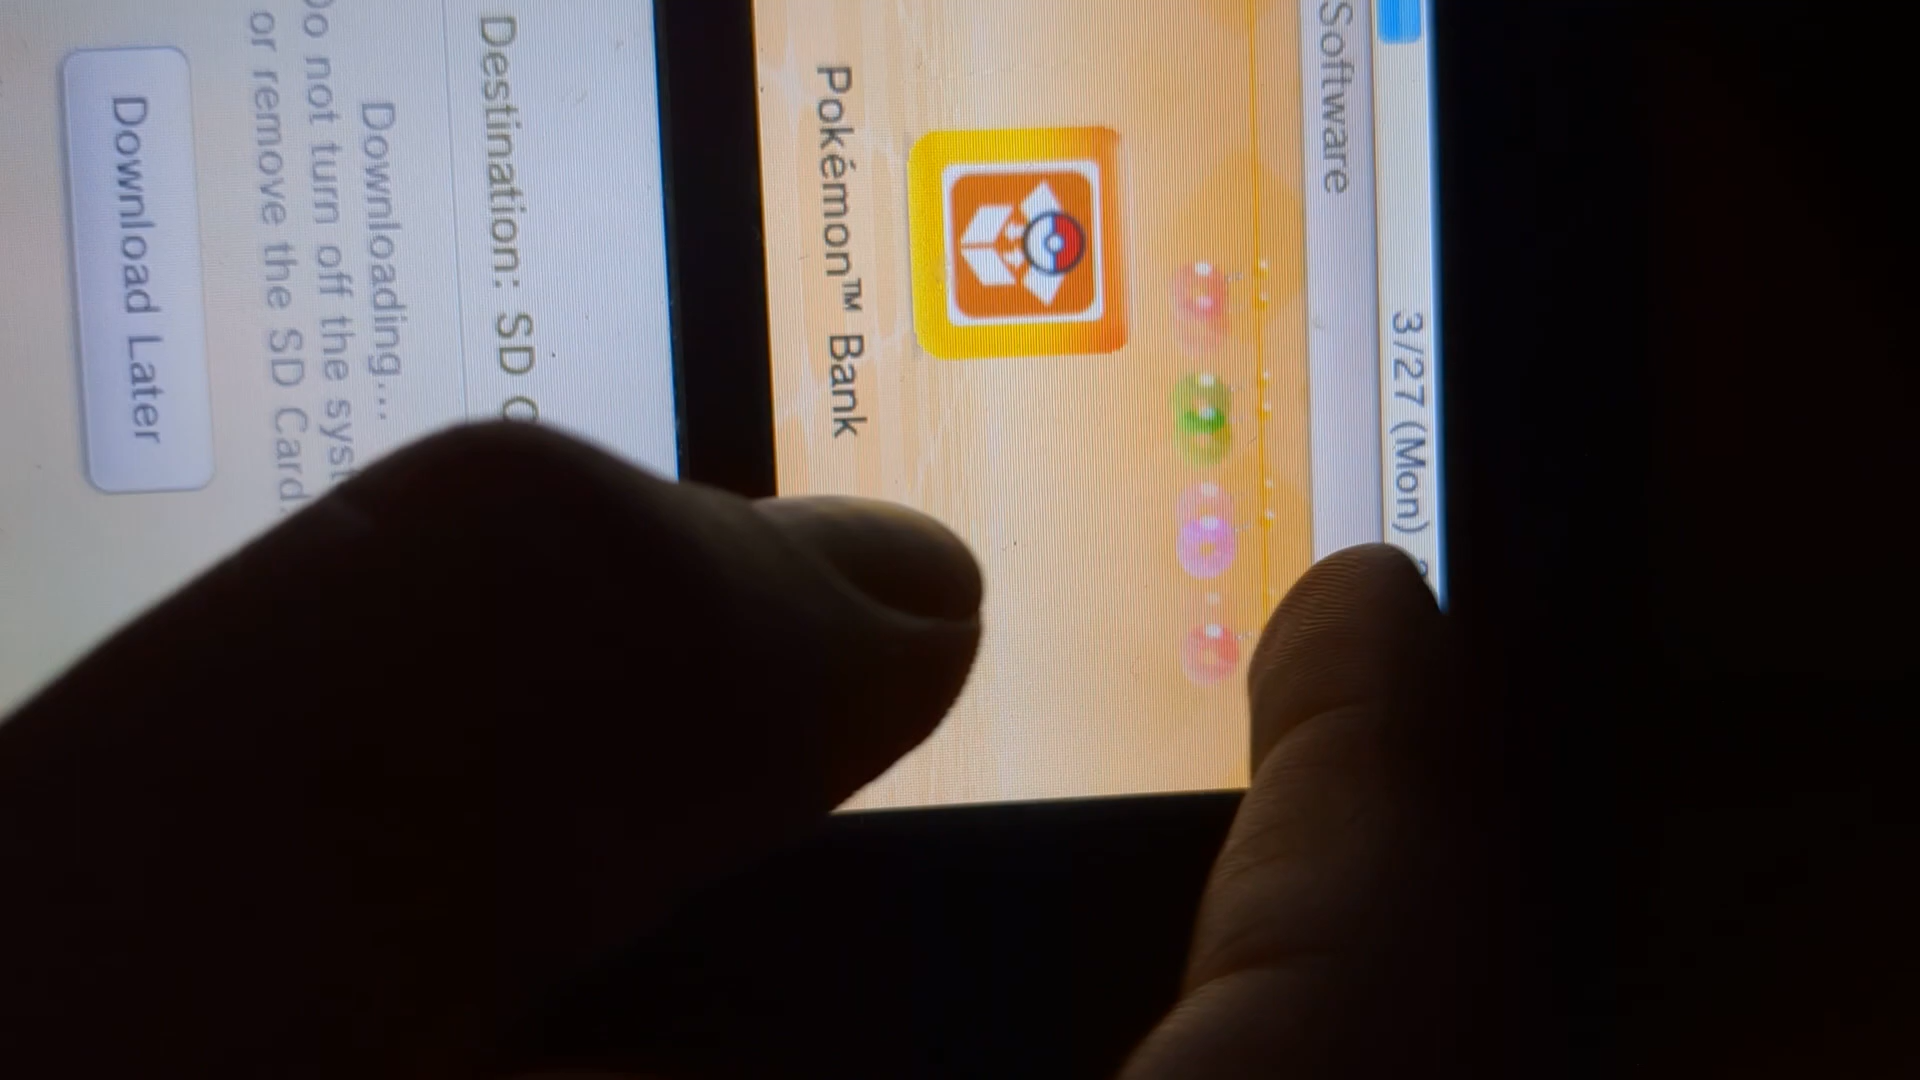 3/27 (Mon)
Software
Pokémon™ Bank
Destination: SD
Downloading...
Do not turn off the syst
or remove the SD Card.
Download Later